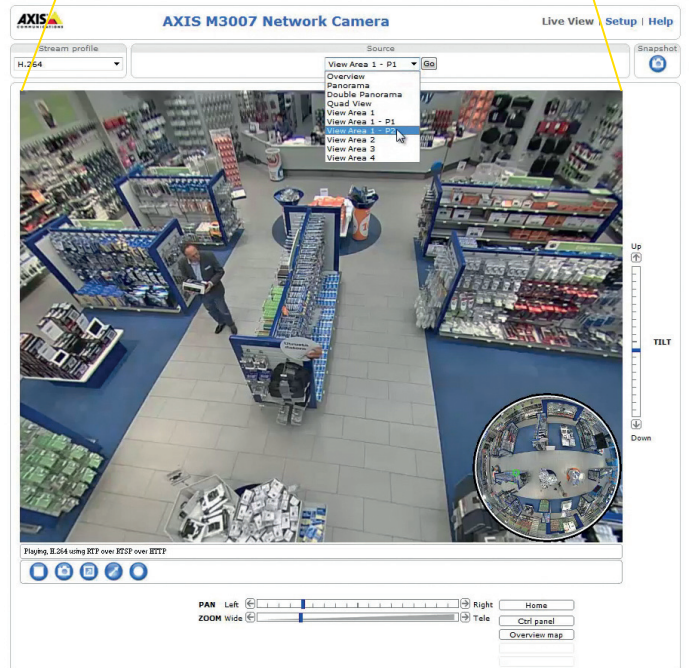 AXIS
COMMUNICATIONS
AXIS M3007 Network Camera
Live View | Setup | Help
Stream profile
H.264
Source
View Area 1 - P1
Go
Snapshot
Overview
Panorama
Double Panorama
Quad View
View Area 1
View Area 1 - P1
View Area 1 - P2
View Area 2
View Area 3
View Area 4
Up
TILT
Down
Playing, H.264 using RTP over RTSP over HTTP
PAN Left
Right
Home
ZOOM Wide
Tele
Ctrl panel
Overview map